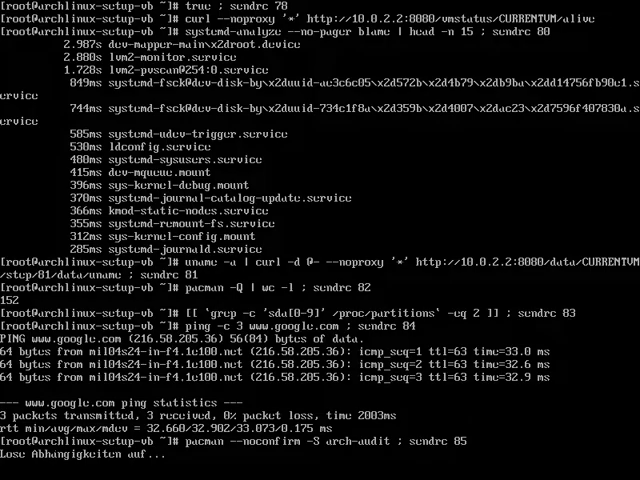 [root@archlinux-setup-vb ~]# true ; sendrc 78
[root@archlinux-setup-vb ~]# curl --noproxy '*' http://10.0.2.2:8080/vmstatus/CURRENTVM/alive
[root@archlinux-setup-vb ~]# systemd-analyze --no-pager blame | head -n 15 ; sendrc 80
2.987s dev-mapper-main\x2droot.device
2.880s lvm2-monitor.service
1.728s lvm2-pvscan@254:0.service
849ms systemd-fsck@dev-disk-by\x2duuid-ae3c6c05\x2d572b\x2d4b79\x2db9ba\x2dd14756fb90e1.s
ervice
744ms systemd-fsck@dev-disk-by\x2duuid-734c1f8a\x2d359b\x2d4007\x2dac23\x2d7596f407830a.s
ervice
585ms systemd-udev-trigger.service
530ms ldconfig.service
480ms systemd-sysusers.service
415ms dev-mqueue.mount
396ms sys-kernel-debug.mount
370ms systemd-journal-catalog-update.service
366ms kmod-static-nodes.service
355ms systemd-remount-fs.service
312ms sys-kernel-config.mount
285ms systemd-journald.service
[root@archlinux-setup-vb ~]# uname -a | curl -d @- --noproxy '*' http://10.0.2.2:8080/data/CURRENTVM
/step/81/data/uname ; sendrc 81
[root@archlinux-setup-vb ~]# pacman -Q | wc -l ; sendrc 82
152
[root@archlinux-setup-vb ~]# [[ `grep -c 'sda[0-9]' /proc/partitions` -eq 2 ]] ; sendrc 83
[root@archlinux-setup-vb ~]# ping -c 3 www.google.com ; sendrc 84
PING www.google.com (216.58.205.36) 56(84) bytes of data.
64 bytes from mil04s24-in-f4.1e100.net (216.58.205.36): icmp_seq=1 ttl=63 time=33.0 ms
64 bytes from mil04s24-in-f4.1e100.net (216.58.205.36): icmp_seq=2 ttl=63 time=32.6 ms
64 bytes from mil04s24-in-f4.1e100.net (216.58.205.36): icmp_seq=3 ttl=63 time=32.9 ms

--- www.google.com ping statistics ---
3 packets transmitted, 3 received, 0% packet loss, time 2003ms
rtt min/avg/max/mdev = 32.660/32.902/33.073/0.175 ms
[root@archlinux-setup-vb ~]# pacman --noconfirm -S arch-audit ; sendrc 85
Löse Abhängigkeiten auf...